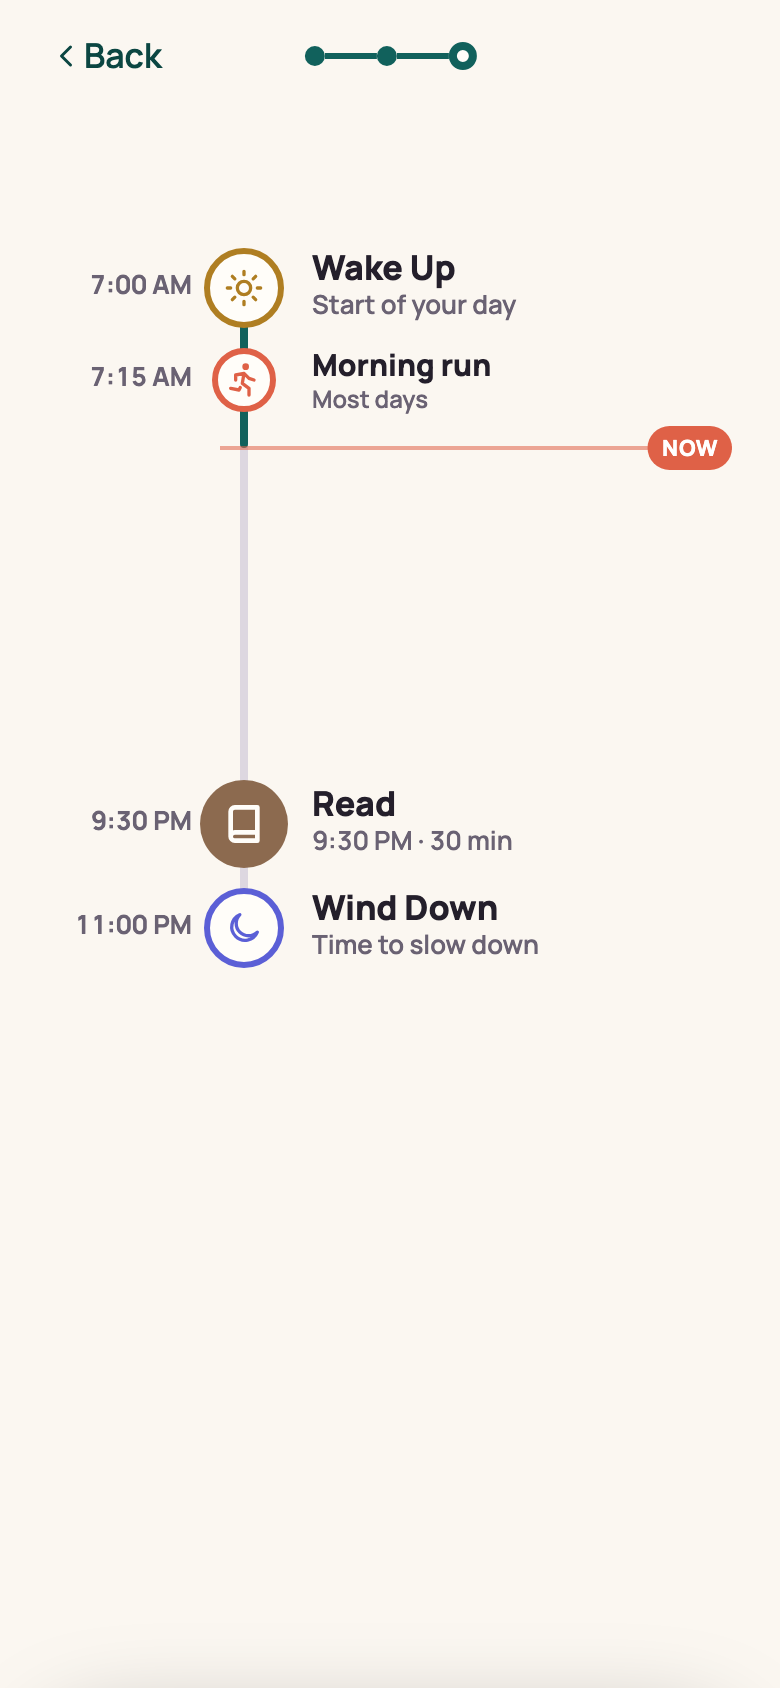 Back
7:00 AM
Wake Up
Start of your day
7:15 AM
Morning run
Most days
NOW
9:30 PM
Read
9:30 PM · 30 min
11:00 PM
Wind Down
Time to slow down